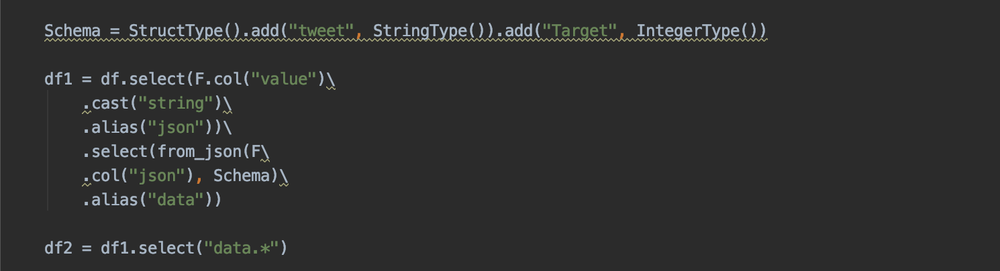 Schema = StructType().add("tweet", StringType()).add("Target", IntegerType())
df1 = df.select(F.col("value")\
.cast("string")\
.alias("json"))\
.select(from_json(F\
.col("json"), Schema)\
.alias("data"))
df2 = df1.select("data.*")